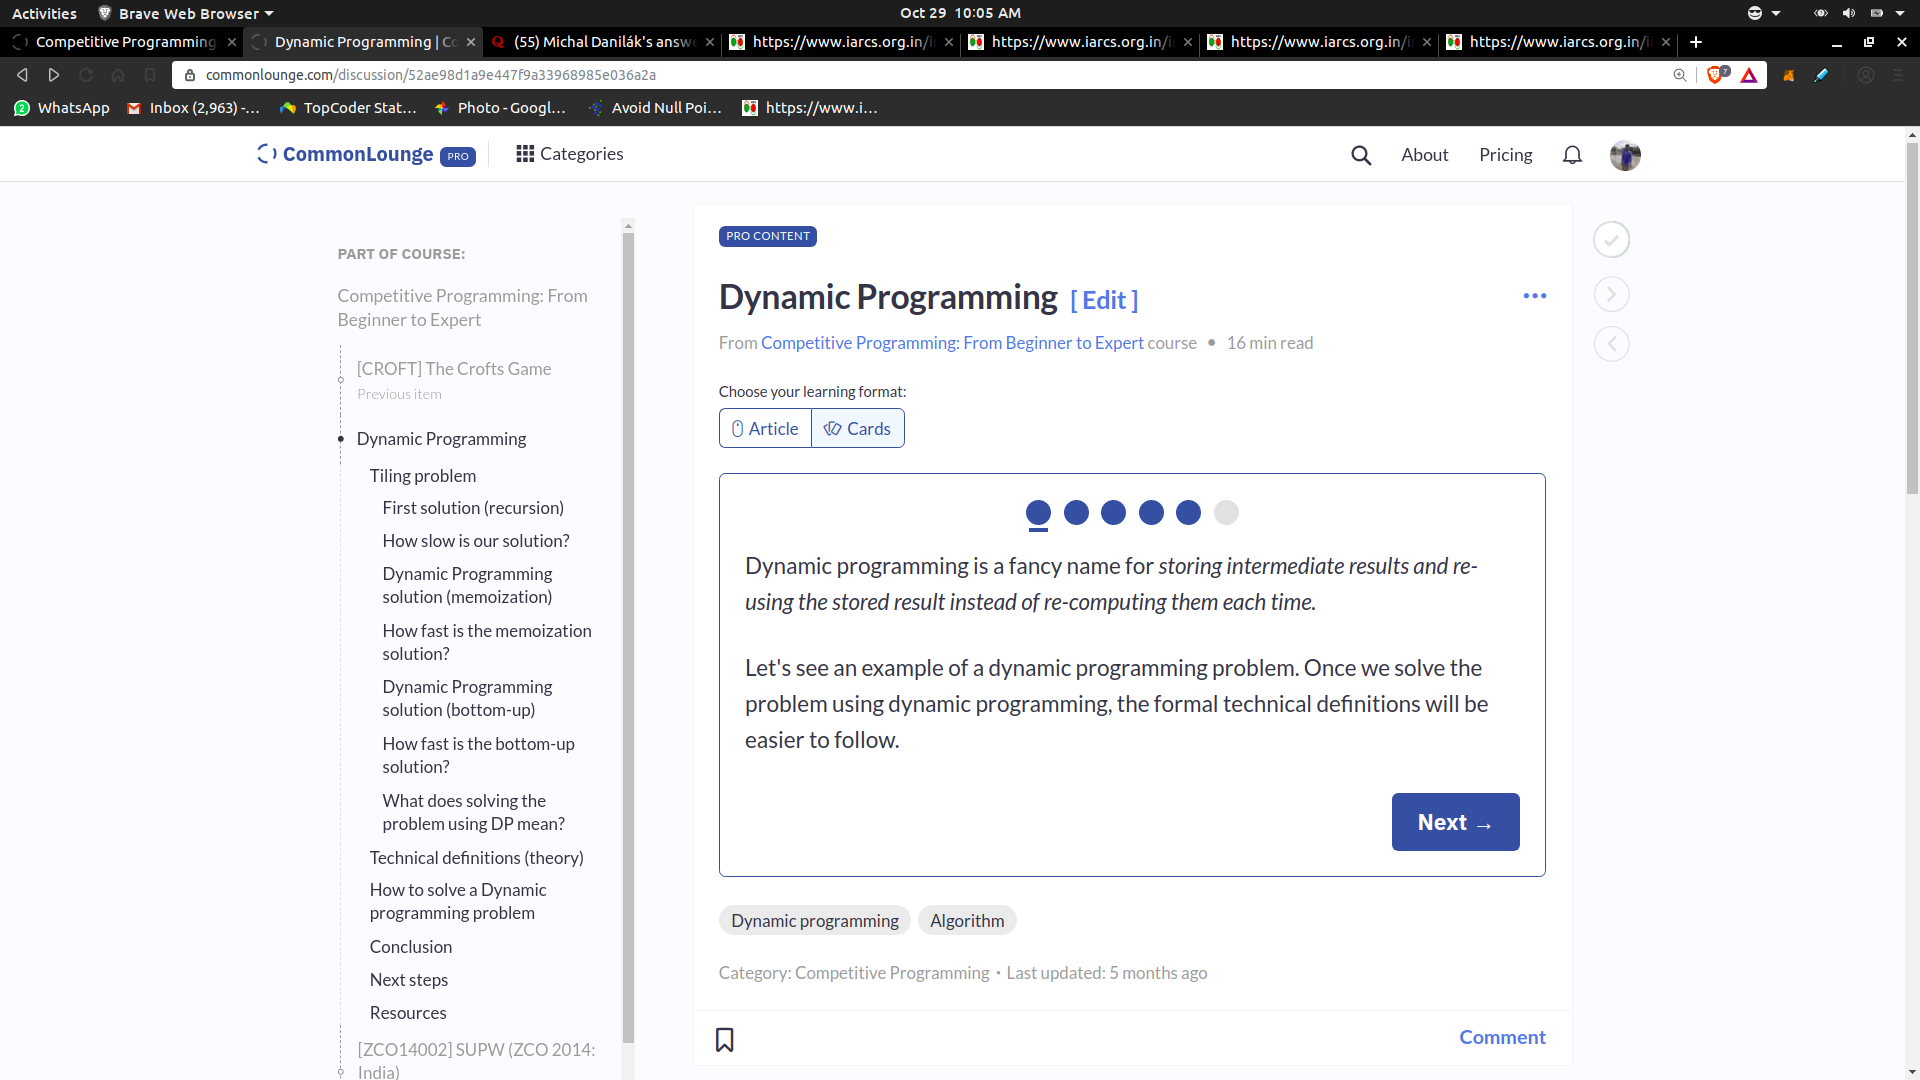 Activities
Brave Web Browser
Oct 29 10:05 AM
Competitive Programming
Dynamic Programming | Co
(55) Michal Danilák's answ
https://www.iarcs.org.in/i
https://www.iarcs.org.in/i
https://www.iarcs.org.in/i
https://www.iarcs.org.in/i
commonlounge.com/discussion/52ae98d1a9e447f9a33968985e036a2a
7
2
WhatsApp
Inbox (2,963) -...
TopCoder Stat...
Photo - Googl...
Avoid Null Poi...
https://www.i...
CommonLounge PRO
Categories
About
Pricing
PART OF COURSE:
Competitive Programming: From
Beginner to Expert
[CROFT] The Crofts Game
Previous item
Dynamic Programming
Tiling problem
First solution (recursion)
How slow is our solution?
Dynamic Programming
solution (memoization)
How fast is the memoization
solution?
Dynamic Programming
solution (bottom-up)
How fast is the bottom-up
solution?
What does solving the
problem using DP mean?
Technical definitions (theory)
How to solve a Dynamic
programming problem
Conclusion
Next steps
Resources
[ZCO14002] SUPW (ZCO 2014:
India)
PRO CONTENT
Dynamic Programming [ Edit ]
From Competitive Programming: From Beginner to Expert course • 16 min read
Choose your learning format:
Article
Cards
Dynamic programming is a fancy name for storing intermediate results and re-
using the stored result instead of re-computing them each time.
Let's see an example of a dynamic programming problem. Once we solve the
problem using dynamic programming, the formal technical definitions will be
easier to follow.
Next →
Dynamic programming
Algorithm
Category: Competitive Programming • Last updated: 5 months ago
Comment